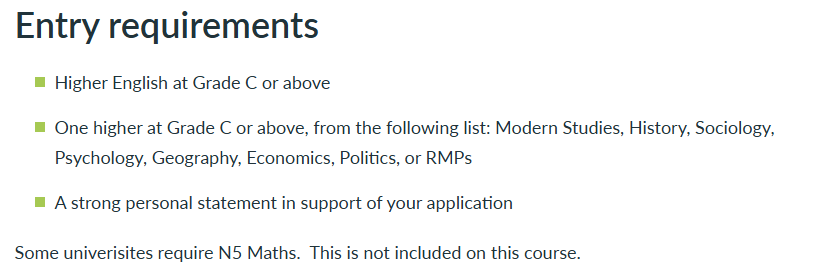 Entry requirements
Higher English at Grade C or above
One higher at Grade C or above, from the following list: Modern Studies, History, Sociology,
Psychology, Geography, Economics, Politics, or RMPs
A strong personal statement in support of your application
Some univerisites require N5 Maths.  This is not included on this course.